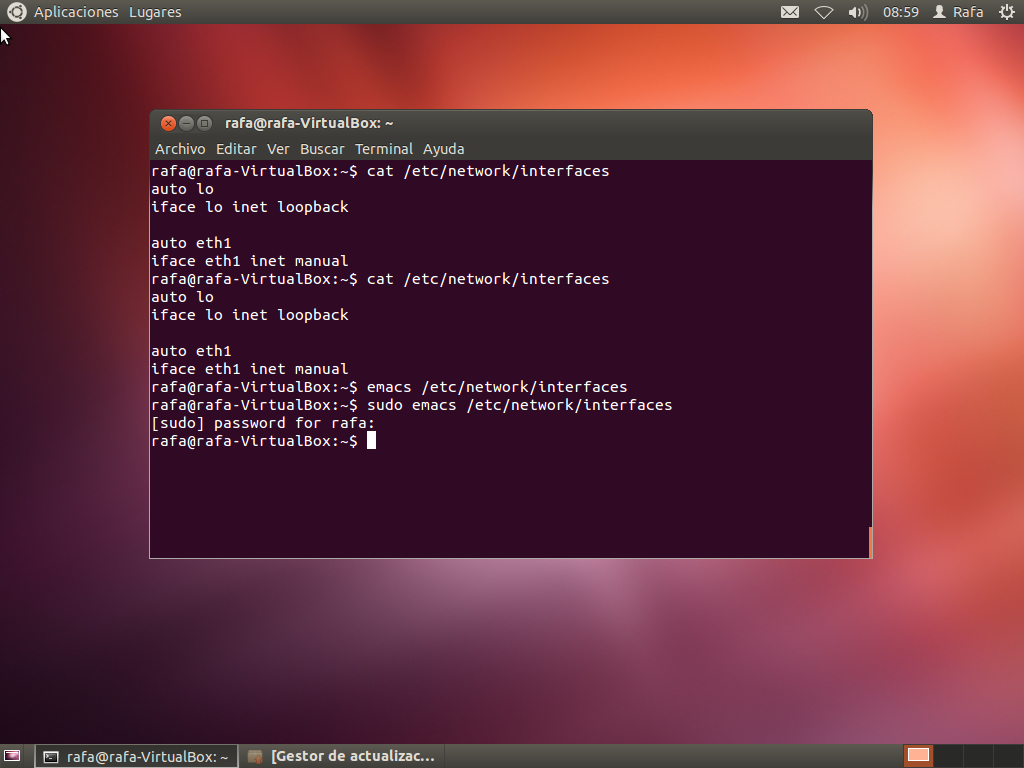 Aplicaciones Lugares 08:59 Rafa
rafa@rafa-VirtualBox: ~
Archivo Editar Ver Buscar Terminal Ayuda
rafa@rafa-VirtualBox:~$ cat /etc/network/interfaces
auto lo
iface lo inet loopback
auto eth1
iface eth1 inet manual
rafa@rafa-VirtualBox:~$ cat /etc/network/interfaces
auto lo
iface lo inet loopback
auto eth1
iface eth1 inet manual
rafa@rafa-VirtualBox:~$ emacs /etc/network/interfaces
rafa@rafa-VirtualBox:~$ sudo emacs /etc/network/interfaces
[sudo] password for rafa:
rafa@rafa-VirtualBox:~$
rafa@rafa-VirtualBox: ~ [Gestor de actualizac...